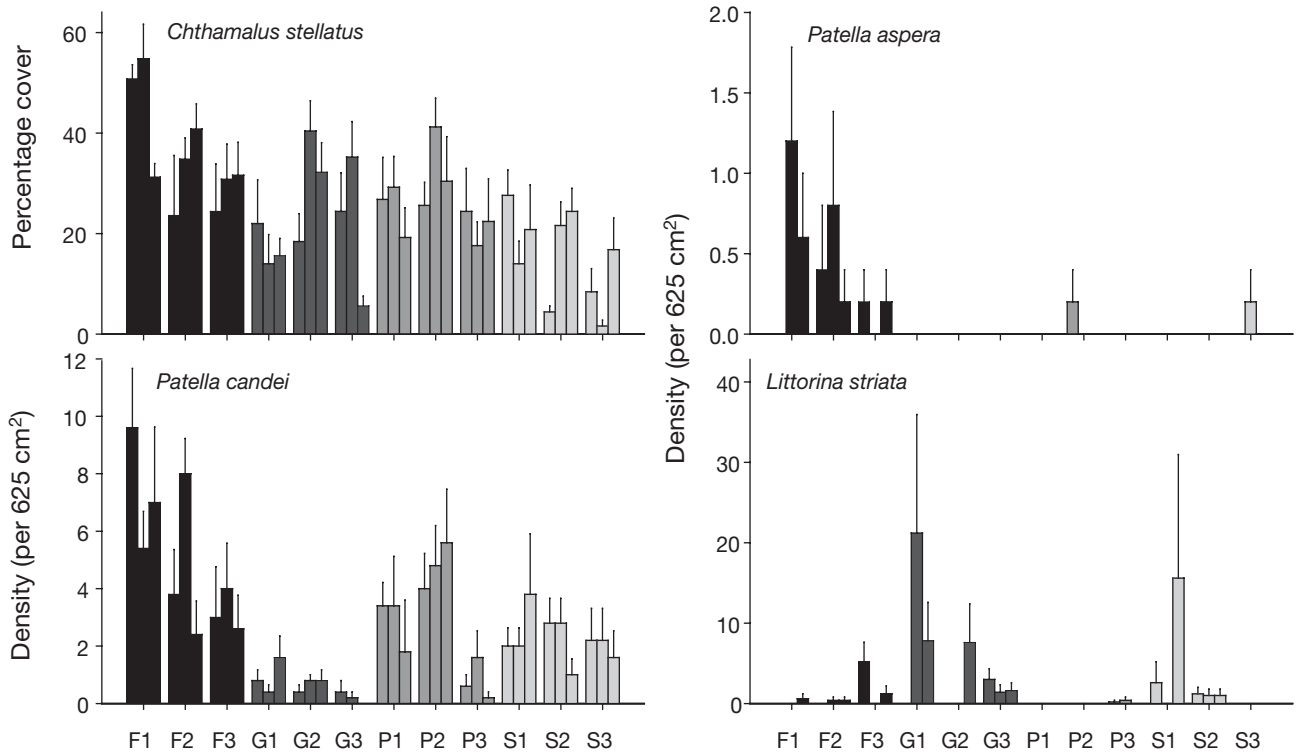 Chthamalus stellatus
Percentage cover
60
40
20
0
Patella aspera
2.0
1.5
1.0
0.5
0.0
Patella candei
Density (per 625 cm²)
12
10
8
6
4
2
0
F1 F2 F3 G1 G2 G3 P1 P2 P3 S1 S2 S3
Littorina striata
Density (per 625 cm²)
40
30
20
10
0
F1 F2 F3 G1 G2 G3 P1 P2 P3 S1 S2 S3